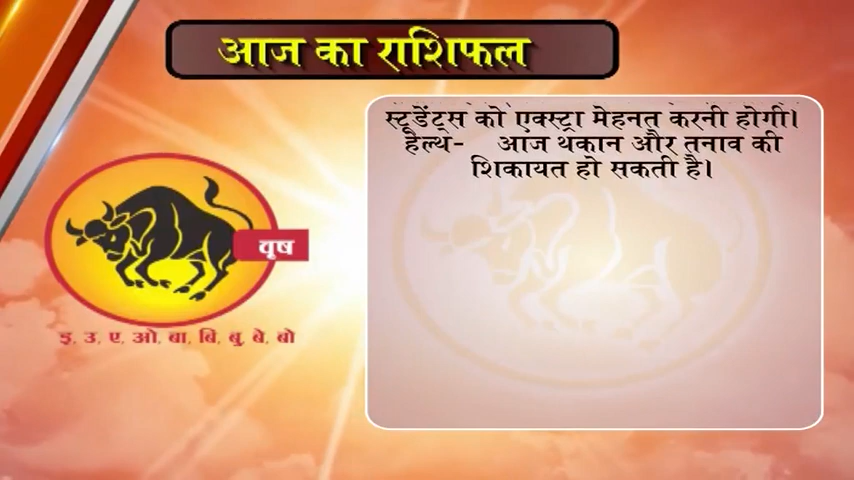 आज का राशिफल
स्टूडेंट्स को एक्स्ट्रा मेहनत करनी होगी।
हैल्थ- आज थकान और तनाव की
शिकायत हो सकती है।
वृष
इ, उ, ए, ओ, बा, बि, बु, बे, बो